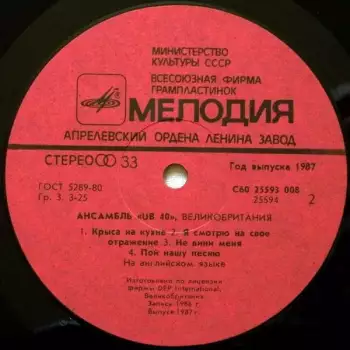 МИНИСТЕРСТВО
КУЛЬТУРЫ СССР
ВСЕСОЮЗНАЯ ФИРМА
ГРАМПЛАСТИНОК
МЕЛОДИЯ
АПРЕЛЕВСКИЙ ОРДЕНА ЛЕНИНА ЗАВОД
СТЕРЕО 33
Год выпуска 1987
ГОСТ 5289-80
Гр. 3. 3-25
С60 25593 008
25594
2
АНСАМБЛЬ «UB 40», ВЕЛИКОБРИТАНИЯ
1. Крыса на кухне 2. Я смотрю на свое
отражение 3. Не вини меня
4. Пой нашу песню
На английском языке
Изготовлено по лицензии
фирмы DEP International,
Великобритания
Запись 1986 г.
Выпуск 1987 г.